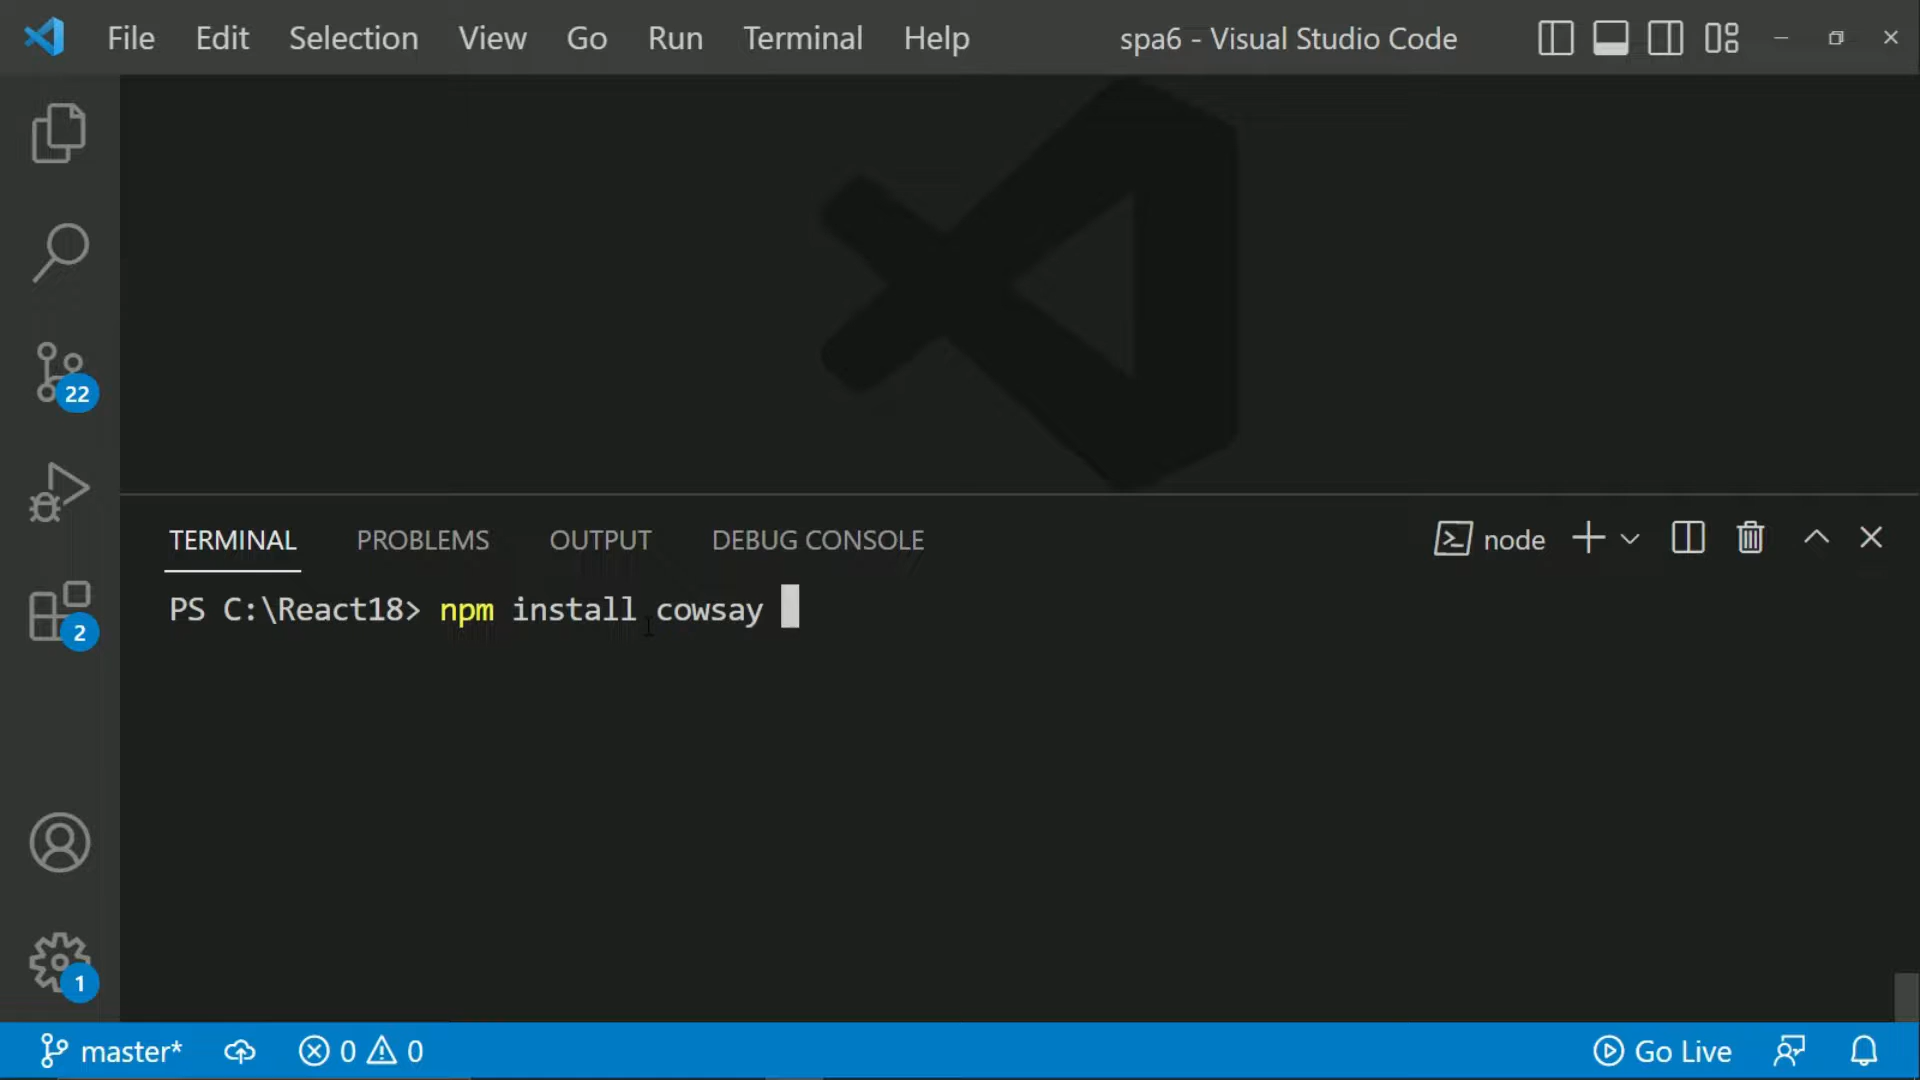 File Edit Selection View Go Run Terminal Help spa6 - Visual Studio Code
22
2
1
TERMINAL PROBLEMS OUTPUT DEBUG CONSOLE node
PS C:\React18> npm install cowsay
master* 0 0 Go Live